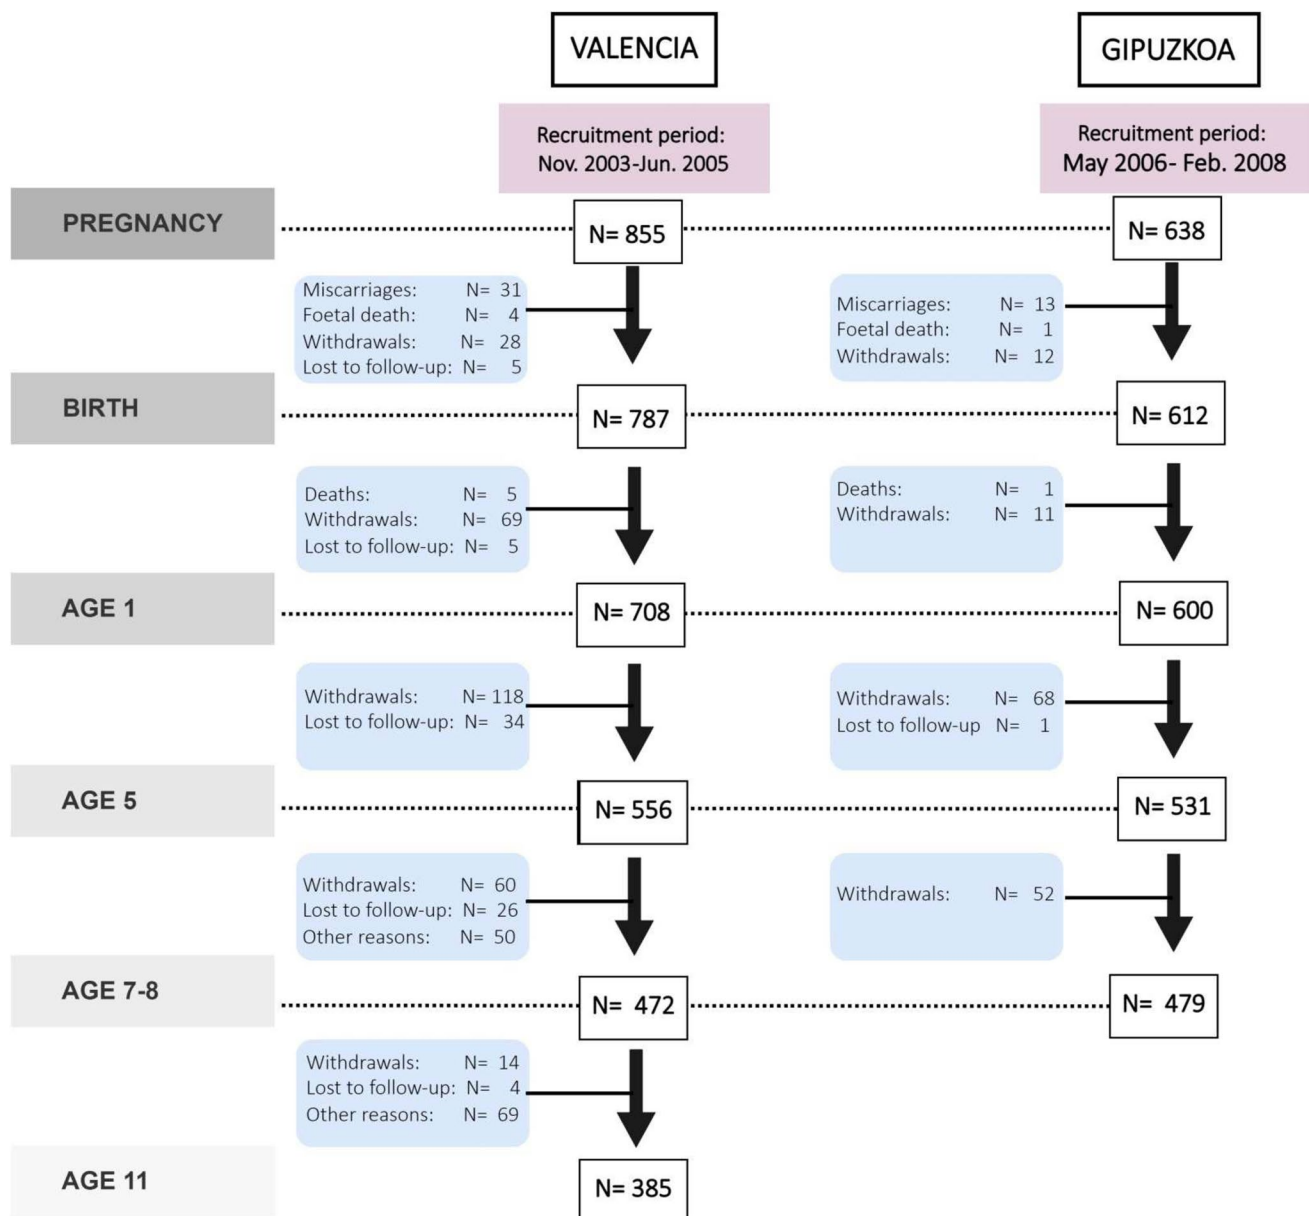 VALENCIA
GIPUZKOA
Recruitment period:
Nov. 2003-Jun. 2005
Recruitment period:
May 2006- Feb. 2008
PREGNANCY
N= 855
N= 638
Miscarriages: N= 31
Foetal death: N= 4
Withdrawals: N= 28
Lost to follow-up: N= 5
Miscarriages: N= 13
Foetal death: N= 1
Withdrawals: N= 12
BIRTH
N= 787
N= 612
Deaths: N= 5
Withdrawals: N= 69
Lost to follow-up: N= 5
Deaths: N= 1
Withdrawals: N= 11
AGE 1
N= 708
N= 600
Withdrawals: N= 118
Lost to follow-up: N= 34
Withdrawals: N= 68
Lost to follow-up N= 1
AGE 5
N= 556
N= 531
Withdrawals: N= 60
Lost to follow-up: N= 26
Other reasons: N= 50
Withdrawals: N= 52
AGE 7-8
N= 472
N= 479
Withdrawals: N= 14
Lost to follow-up: N= 4
Other reasons: N= 69
AGE 11
N= 385